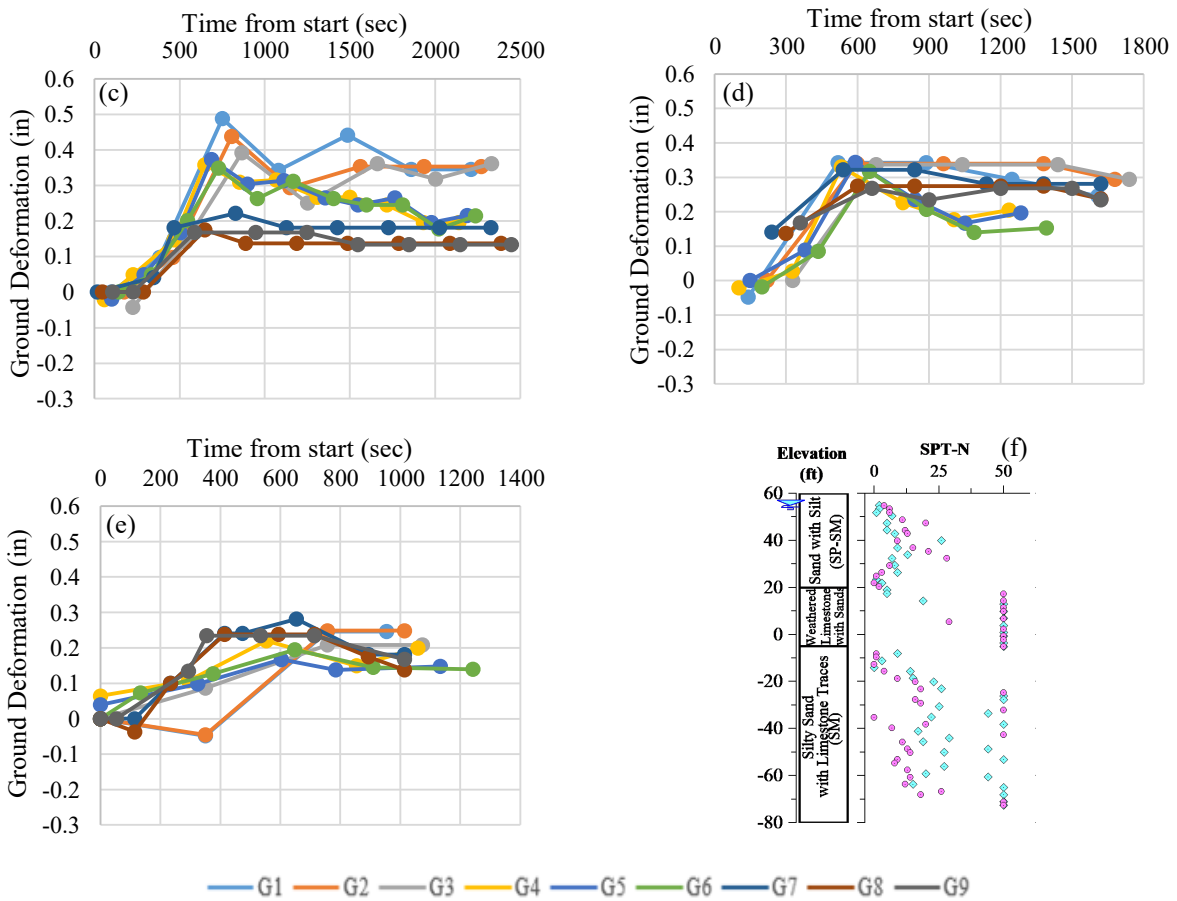 Time from start (sec)
0 500 1000 1500 2000 2500
Ground Deformation (in)
0.6
0.5
0.4
0.3
0.2
0.1
0
-0.1
-0.2
-0.3
(c)
Time from start (sec)
0 300 600 900 1200 1500 1800
Ground Deformation (in)
0.6
0.5
0.4
0.3
0.2
0.1
0
-0.1
-0.2
-0.3
(d)
Time from start (sec)
0 200 400 600 800 1000 1200 1400
Ground Deformation (in)
0.6
0.5
0.4
0.3
0.2
0.1
0
-0.1
-0.2
-0.3
(e)
Elevation
(ft)
SPT-N
(f)
0 25 50
60
40
20
0
-20
-40
-60
-80
Sand with Silt
(SP-SM)
Weathered
Limestone
with Sands
Silty Sand
with Limestone Traces
(SM)
G1 G2 G3 G4 G5 G6 G7 G8 G9